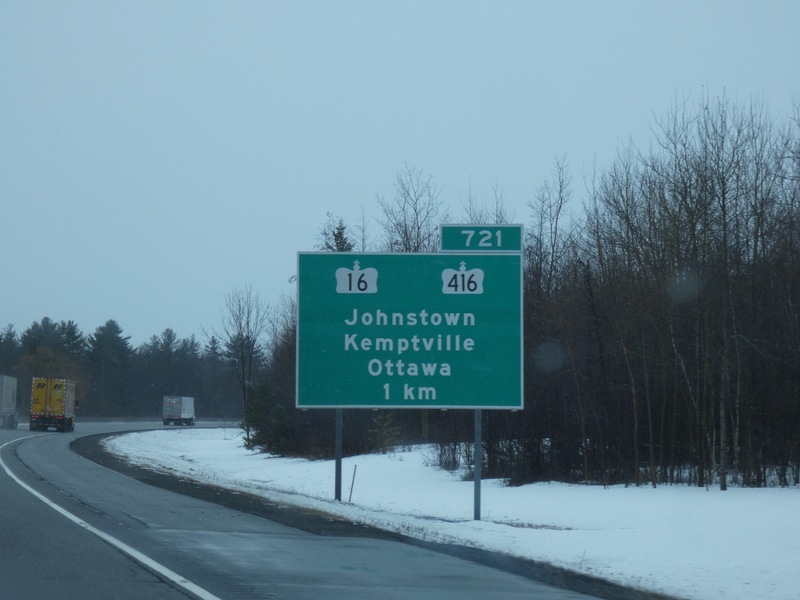 721
16 416
Johnstown
Kemptville
Ottawa
1 km